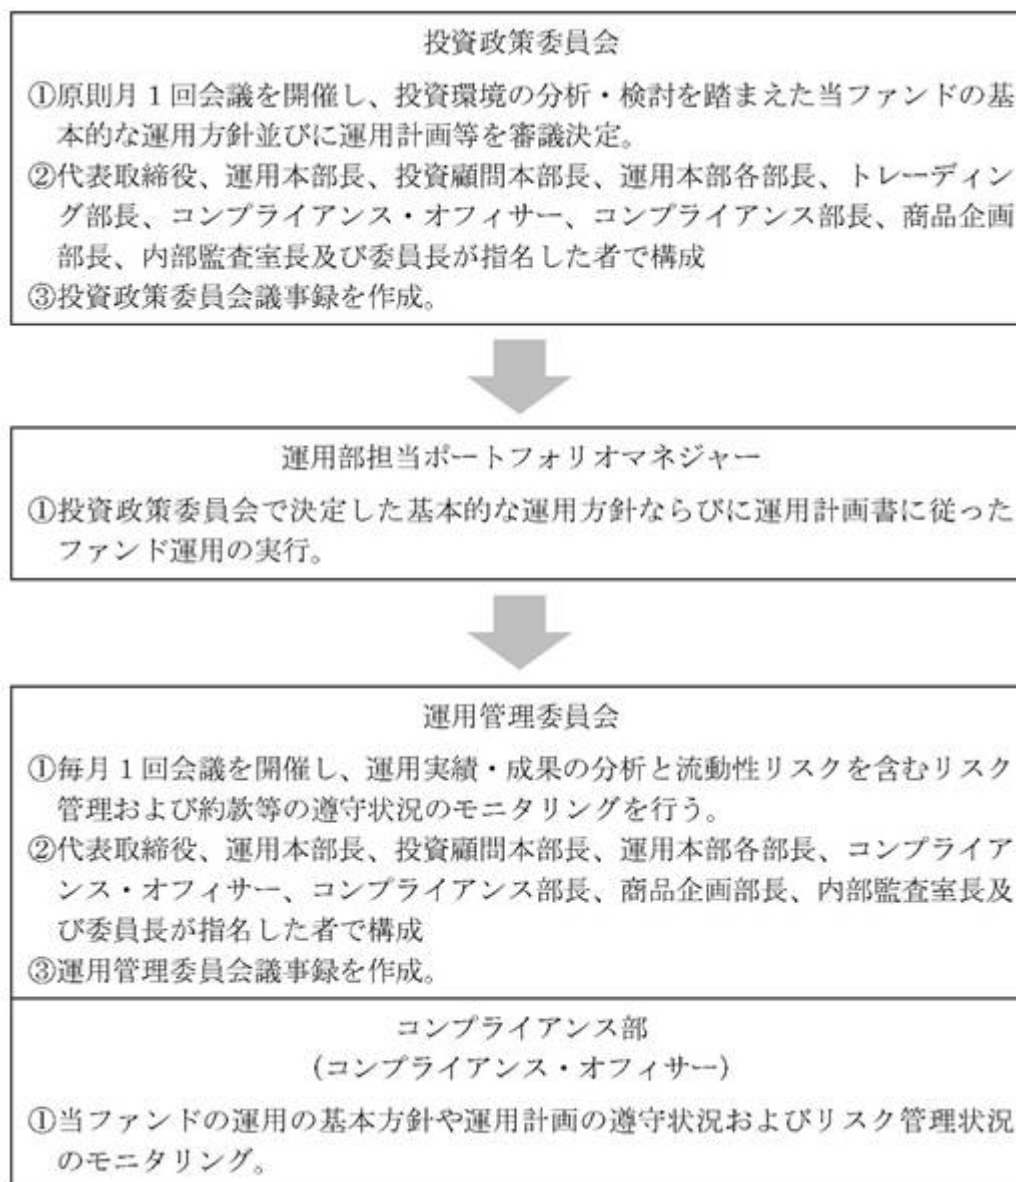 投資政策委員会
①原則月1回会議を開催し、投資環境の分析・検討を踏まえた当ファンドの基
本的な運用方針並びに運用計画等を審議決定。
②代表取締役、運用本部長、投資顧問本部長、運用本部各部長、トレーディン
グ部長、コンプライアンス・オフィサー、コンプライアンス部長、商品企画
部長、内部監査室長及び委員長が指名した者で構成
③投資政策委員会議事録を作成。
運用部担当ポートフォリオマネジャー
①投資政策委員会で決定した基本的な運用方針ならびに運用計画書に従った
ファンド運用の実行。
運用管理委員会
①毎月1回会議を開催し、運用実績・成果の分析と流動性リスクを含むリスク
管理および約款等の遵守状況のモニタリングを行う。
②代表取締役、運用本部長、投資顧問本部長、運用本部各部長、コンプライア
ンス・オフィサー、コンプライアンス部長、商品企画部長、内部監査室長及
び委員長が指名した者で構成
③運用管理委員会議事録を作成。
コンプライアンス部
(コンプライアンス・オフィサー)
①当ファンドの運用の基本方針や運用計画の遵守状況およびリスク管理状況
のモニタリング。